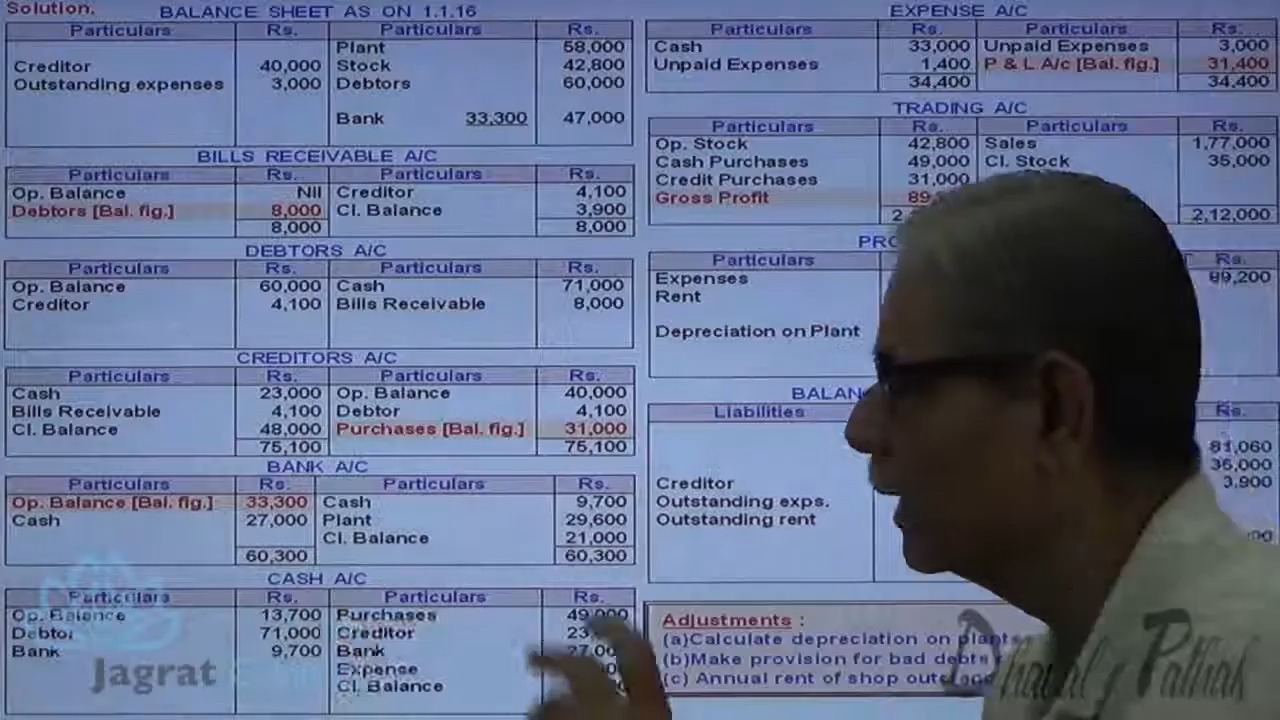 Solution.
BALANCE SHEET AS ON 1.1.16
Particulars Rs. Particulars Rs.
Plant 58,000
Creditor 40,000 Stock 42,800
Outstanding expenses 3,000 Debtors 60,000
Bank 33,300 47,000
BILLS RECEIVABLE A/C
Particulars Rs. Particulars Rs.
Op. Balance Nil Creditor 4,100
Debtors [Bal. fig.] 8,000 Cl. Balance 3,900
8,000 8,000
DEBTORS A/C
Particulars Rs. Particulars Rs.
Op. Balance 60,000 Cash 71,000
Creditor 4,100 Bills Receivable 8,000
CREDITORS A/C
Particulars Rs. Particulars Rs.
Cash 23,000 Op. Balance 40,000
Bills Receivable 4,100 Debtor 4,100
Cl. Balance 48,000 Purchases [Bal. fig.] 31,000
75,100 75,100
BANK A/C
Particulars Rs. Particulars Rs.
Op. Balance [Bal. fig.] 33,300 Cash 9,700
Cash 27,000 Plant 29,600
Cl. Balance 21,000
60,300 60,300
CASH A/C
Particulars Rs. Particulars Rs.
Op. Balance 13,700 Purchases 49,000
Debtor 71,000 Creditor
Bank 9,700 Bank
Expense
Cl. Balance
EXPENSE A/C
Particulars Rs. Particulars Rs.
Cash 33,000 Unpaid Expenses 3,000
Unpaid Expenses 1,400 P & L A/c [Bal. fig.] 31,400
34,400 34,400
TRADING A/C
Particulars Rs. Particulars Rs.
Op. Stock 42,800 Sales 1,77,000
Cash Purchases 49,000 Cl. Stock 35,000
Credit Purchases 31,000
Gross Profit
2,12,000
Particulars Rs.
Expenses 89,200
Rent
Depreciation on Plant
Liabilities Rs.
81,060
35,000
Creditor 3,900
Outstanding exps.
Outstanding rent
Adjustments :
(a)Calculate depreciation on plants
(b)Make provision for bad debts
(c) Annual rent of shop
Jagrat
Dhaval g Pathak